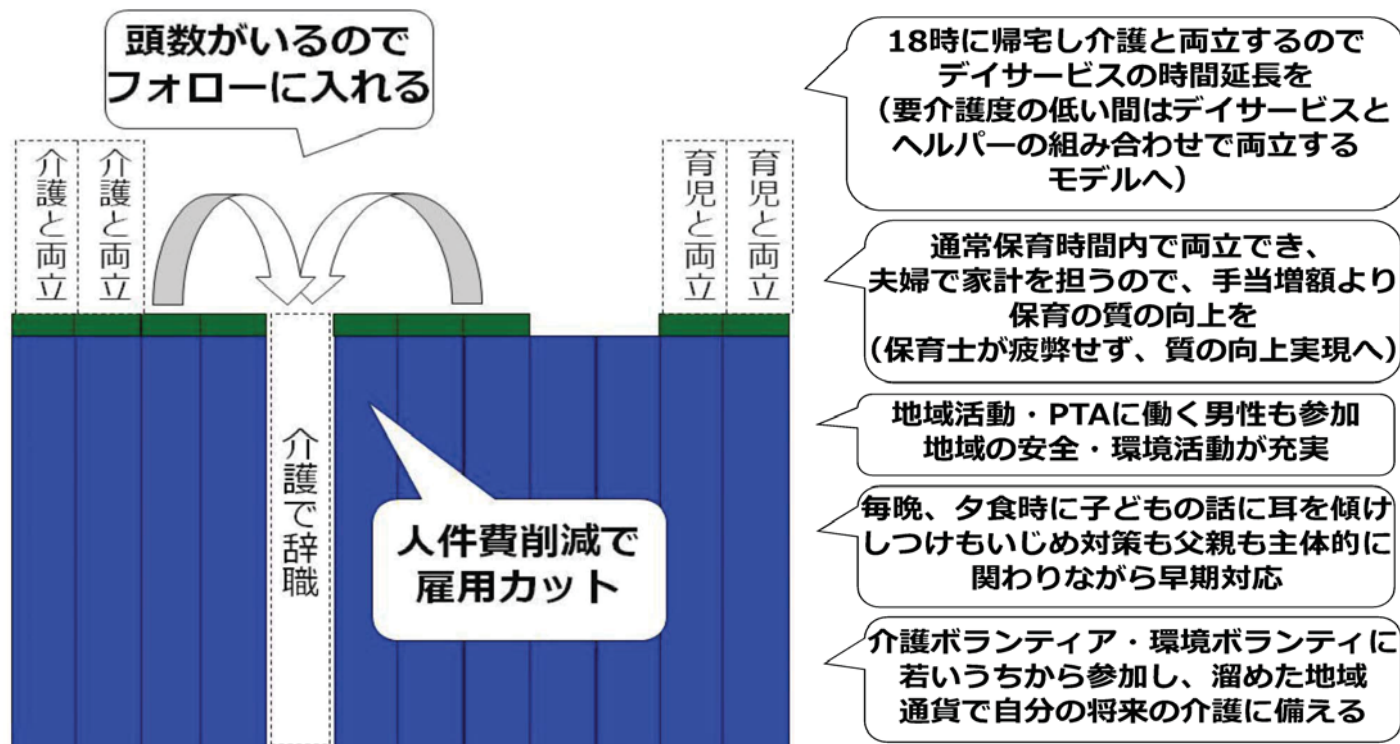 頭数がいるので
フォローに入れる
介護と両立
介護と両立
育児と両立
育児と両立
介護で辞職
人件費削減で
雇用カット
18時に帰宅し介護と両立するので
デイサービスの時間延長を
（要介護度の低い間はデイサービスと
ヘルパーの組み合わせで両立する
モデルへ）
通常保育時間内で両立でき、
夫婦で家計を担うので、手当増額より
保育の質の向上を
（保育士が疲弊せず、質の向上実現へ）
地域活動・PTAに働く男性も参加
地域の安全・環境活動が充実
毎晩、夕食時に子どもの話に耳を傾け
しつけもいじめ対策も父親も主体的に
関わりながら早期対応
介護ボランティア・環境ボランティに
若いうちから参加し、溜めた地域
通貨で自分の将来の介護に備える